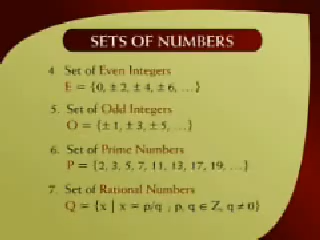 SETS OF NUMBERS
4. Set of Even Integers
E = {0, ± 2, ± 4, ± 6, …}
5. Set of Odd Integers
O = {± 1, ± 3, ± 5, …}
6. Set of Prime Numbers
P = {2, 3, 5, 7, 11, 13, 17, 19, …}
7. Set of Rational Numbers
Q = {x | x = p/q ; p, q ∈ Z, q ≠ 0}